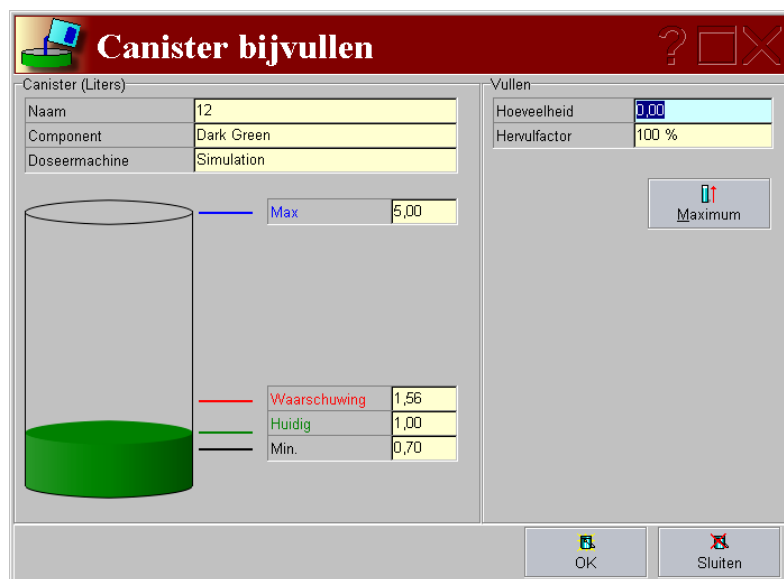 Canister bijvullen
Canister (Liters)
Naam 12
Component Dark Green
Doseermachine Simulation
Max 5,00
Waarschuwing 1,56
Huidig 1,00
Min. 0,70
Vullen
Hoeveelheid 0,00
Hervulfactor 100 %
Maximum
OK
Sluiten